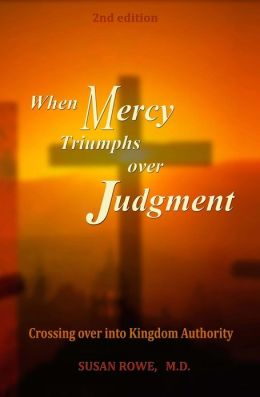 2nd edition
When Mercy
Triumphs
over
Judgment
Crossing over into Kingdom Authority
SUSAN ROWE, M.D.